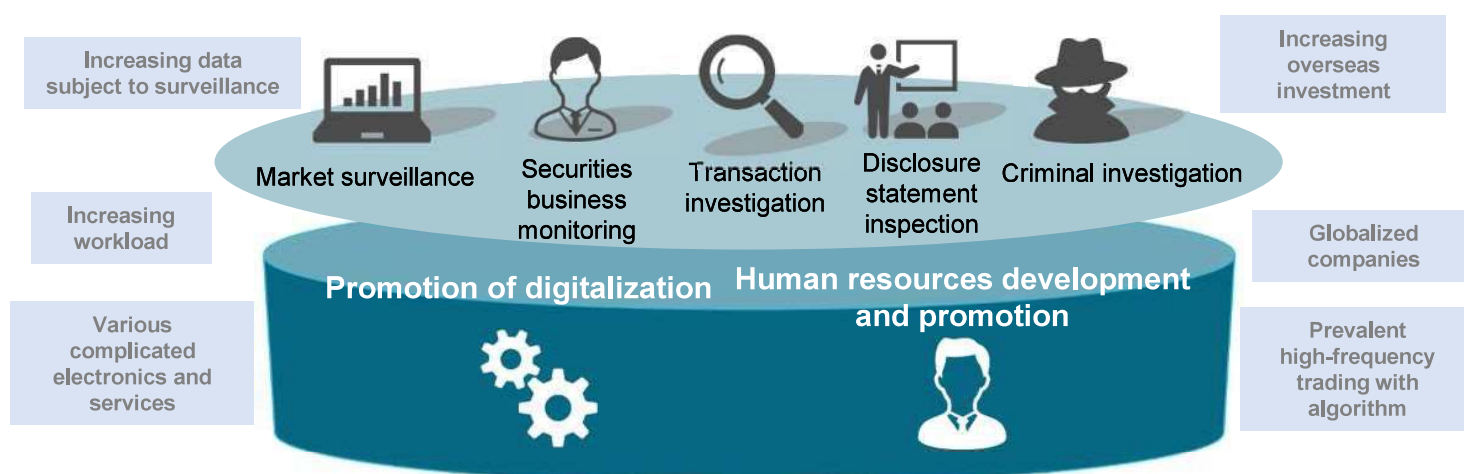 Increasing data
subject to surveillance
Increasing
overseas
investment
Market surveillance
Securities
business
monitoring
Transaction
investigation
Disclosure
statement
inspection
Criminal investigation
Increasing
workload
Globalized
companies
Promotion of digitalization
Human resources development
and promotion
Various
complicated
electronics and
services
Prevalent
high-frequency
trading with
algorithm